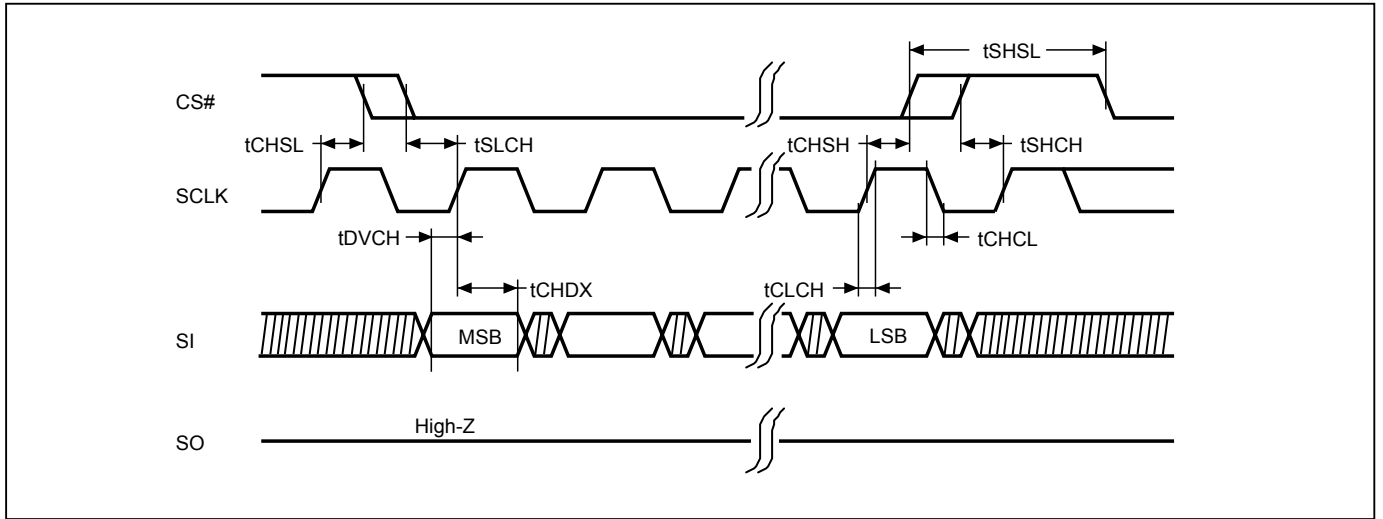 tSHSL
CS#
tCHSL
tSLCH
tCHSH
tSHCH
SCLK
tDVCH
tCHCL
tCHDX
tCLCH
SI
MSB
LSB
High-Z
SO